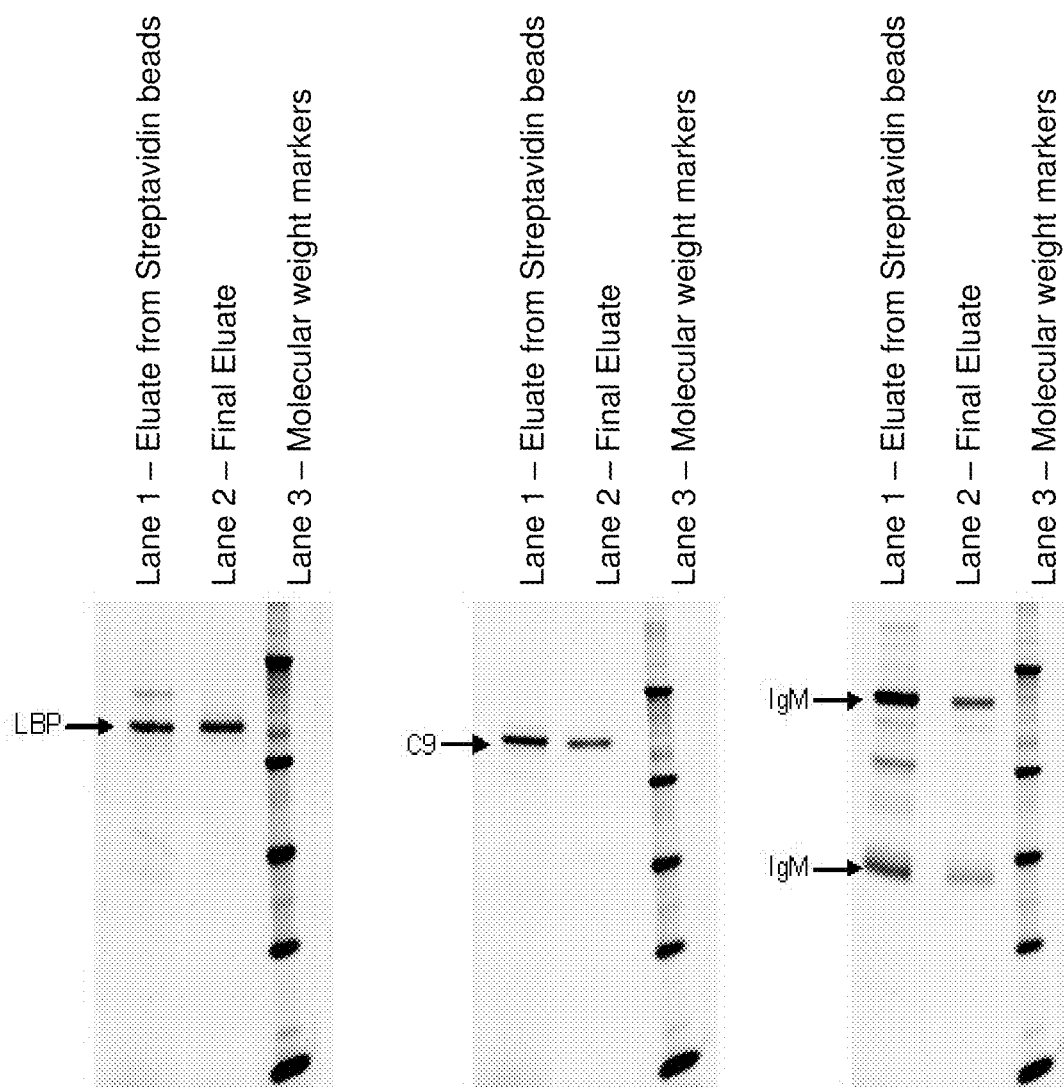 Lane 1 – Eluate from Streptavidin beads
Lane 2 – Final Eluate
Lane 3 – Molecular weight markers
LBP
Lane 1 – Eluate from Streptavidin beads
Lane 2 – Final Eluate
Lane 3 – Molecular weight markers
C9
Lane 1 – Eluate from Streptavidin beads
Lane 2 – Final Eluate
Lane 3 – Molecular weight markers
IgM
IgM